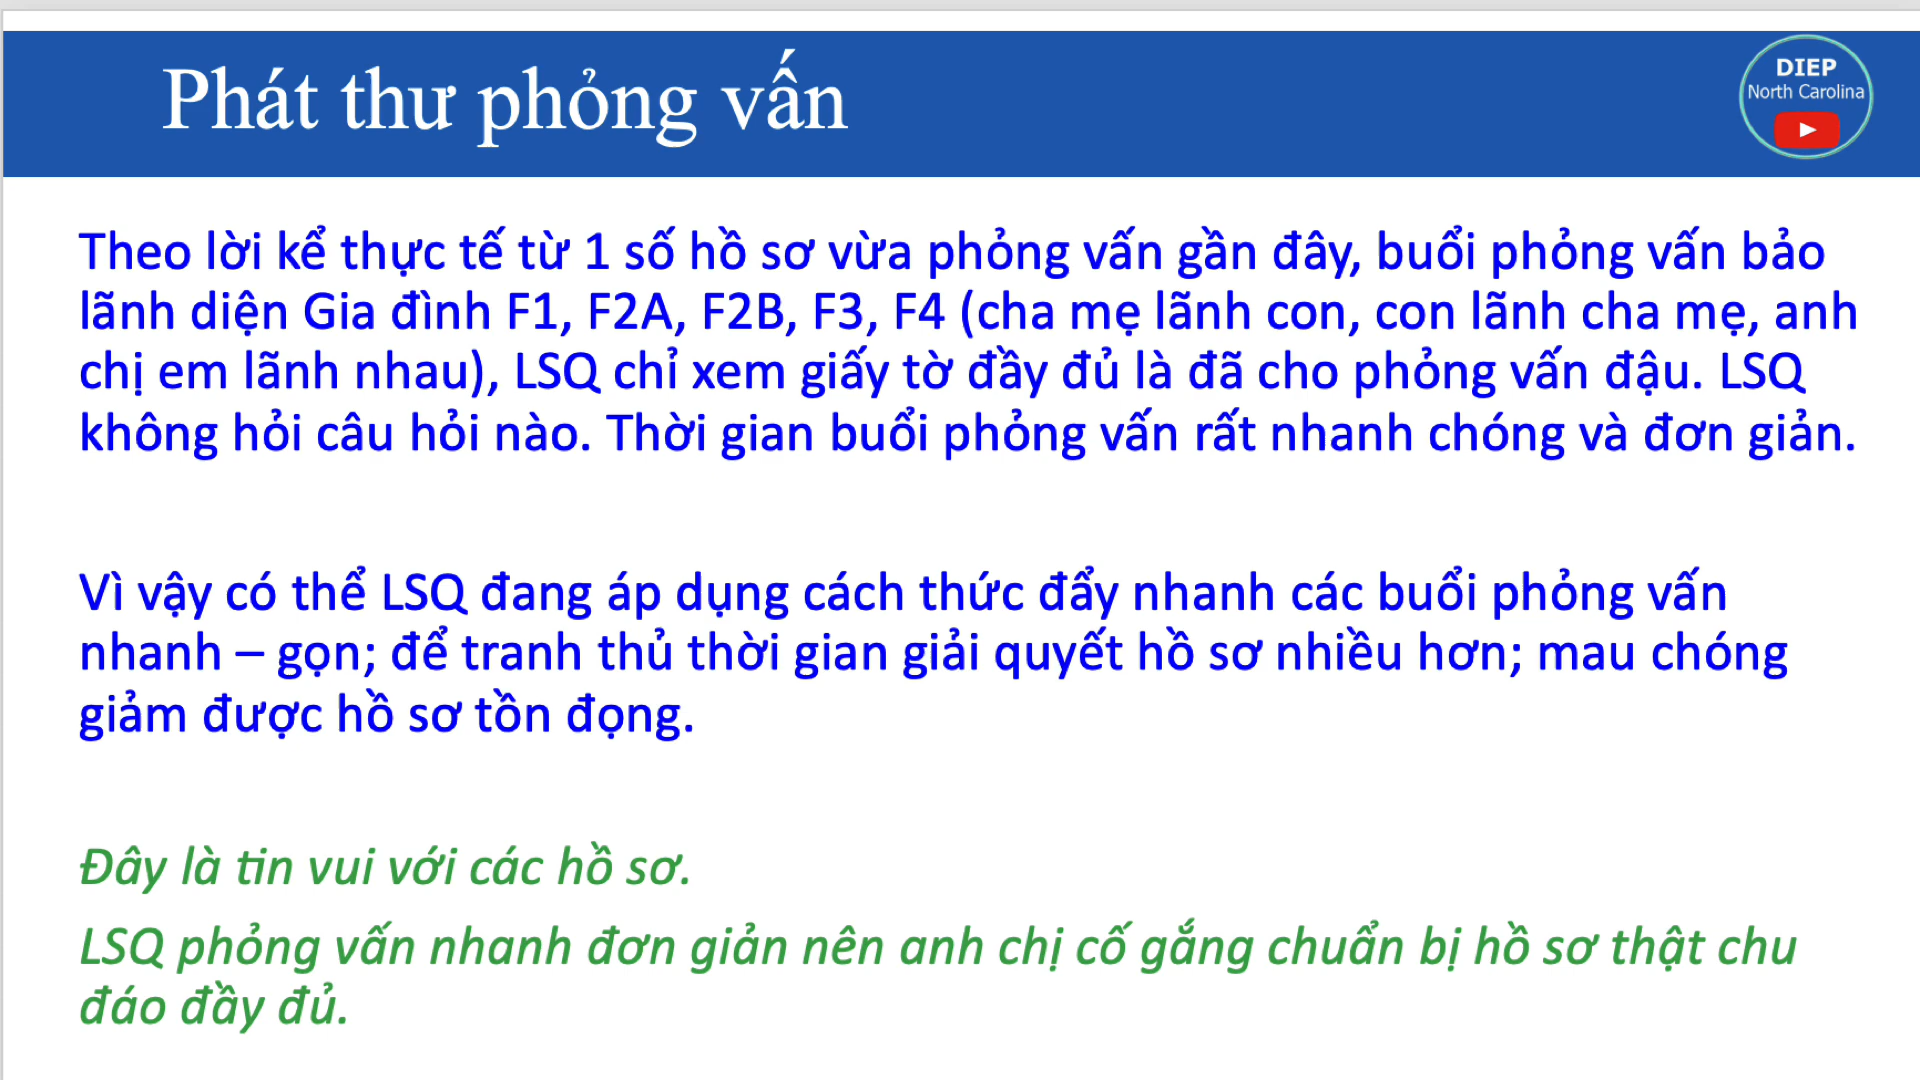 Phát thư phỏng vấn
DIEP
North Carolina
Theo lời kể thực tế từ 1 số hồ sơ vừa phỏng vấn gần đây, buổi phỏng vấn bảo
lãnh diện Gia đình F1, F2A, F2B, F3, F4 (cha mẹ lãnh con, con lãnh cha mẹ, anh
chị em lãnh nhau), LSQ chỉ xem giấy tờ đầy đủ là đã cho phỏng vấn đậu. LSQ
không hỏi câu hỏi nào. Thời gian buổi phỏng vấn rất nhanh chóng và đơn giản.
Vì vậy có thể LSQ đang áp dụng cách thức đẩy nhanh các buổi phỏng vấn
nhanh – gọn; để tranh thủ thời gian giải quyết hồ sơ nhiều hơn; mau chóng
giảm được hồ sơ tồn đọng.
Đây là tin vui với các hồ sơ.
LSQ phỏng vấn nhanh đơn giản nên anh chị cố gắng chuẩn bị hồ sơ thật chu
đáo đầy đủ.